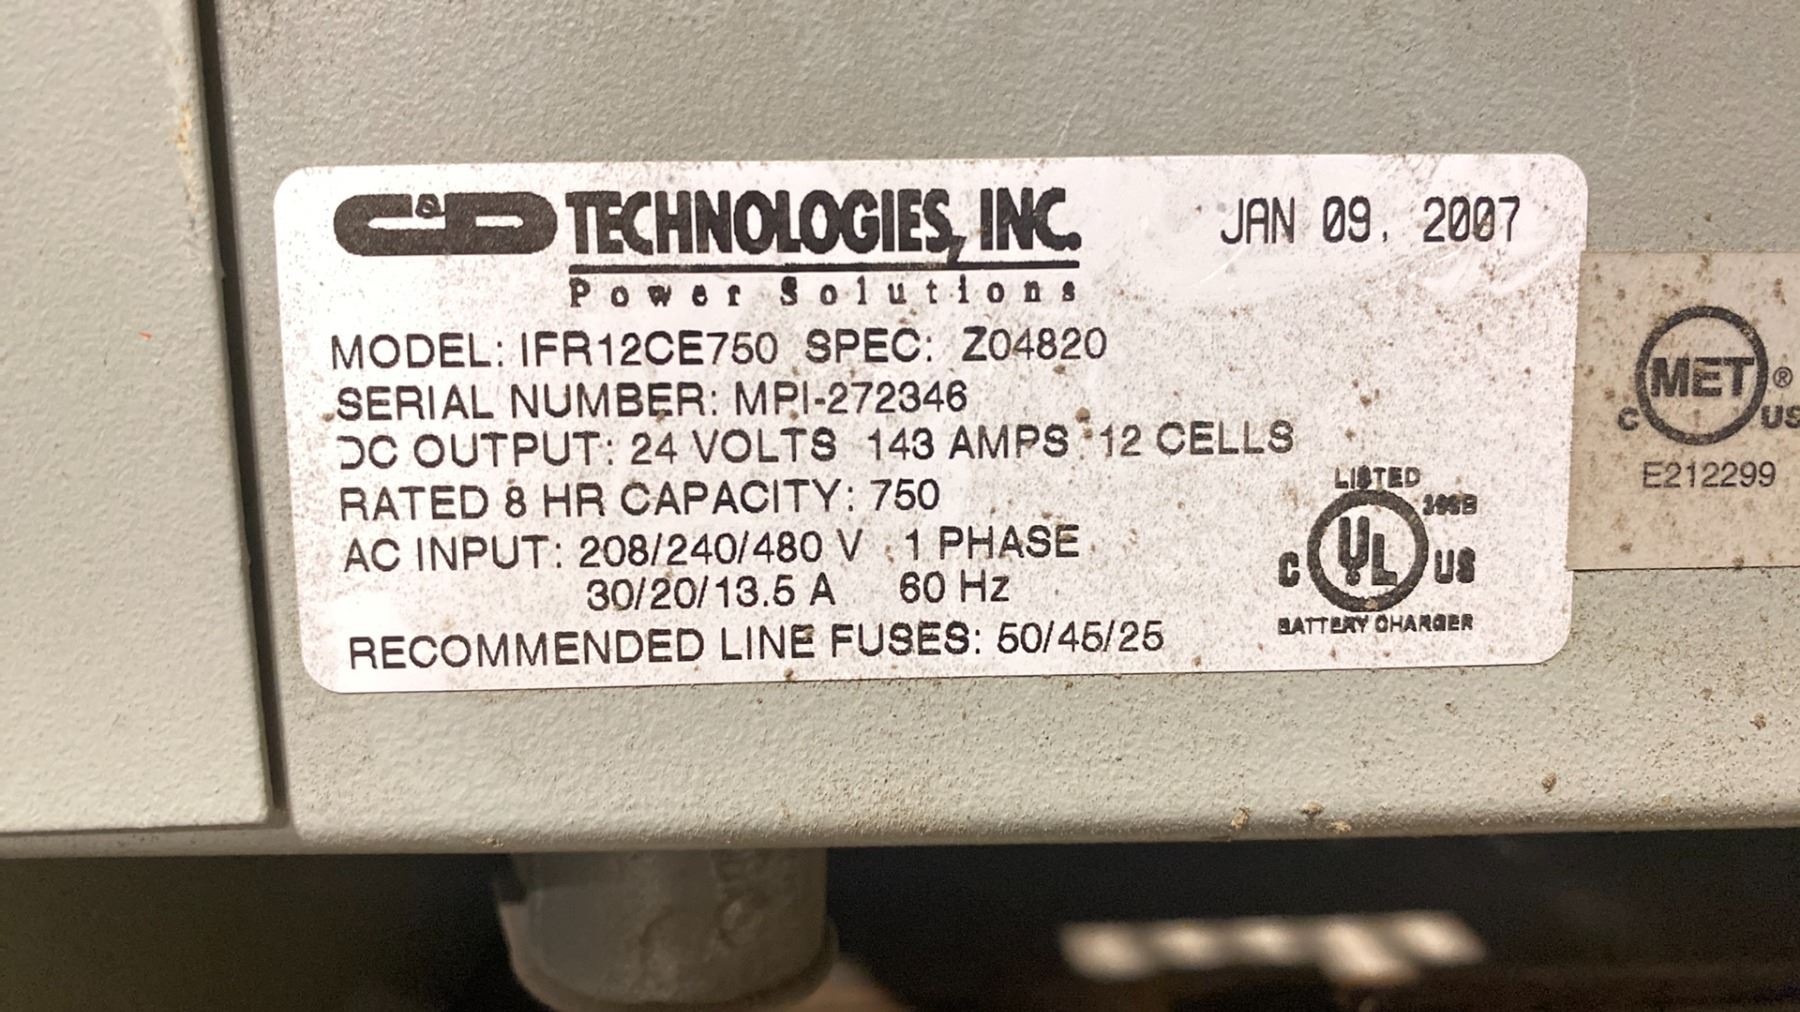 C&D TECHNOLOGIES, INC.
JAN 09, 2007
Power Solutions
MODEL: IFR12CE750 SPEC: Z04820
SERIAL NUMBER: MPI-272346
DC OUTPUT: 24 VOLTS 143 AMPS 12 CELLS
RATED 8 HR CAPACITY: 750
AC INPUT: 208/240/480 V 1 PHASE
30/20/13.5 A 60 Hz
RECOMMENDED LINE FUSES: 50/45/25
LISTED
C UL US
BATTERY CHARGER
C MET® US
E212299